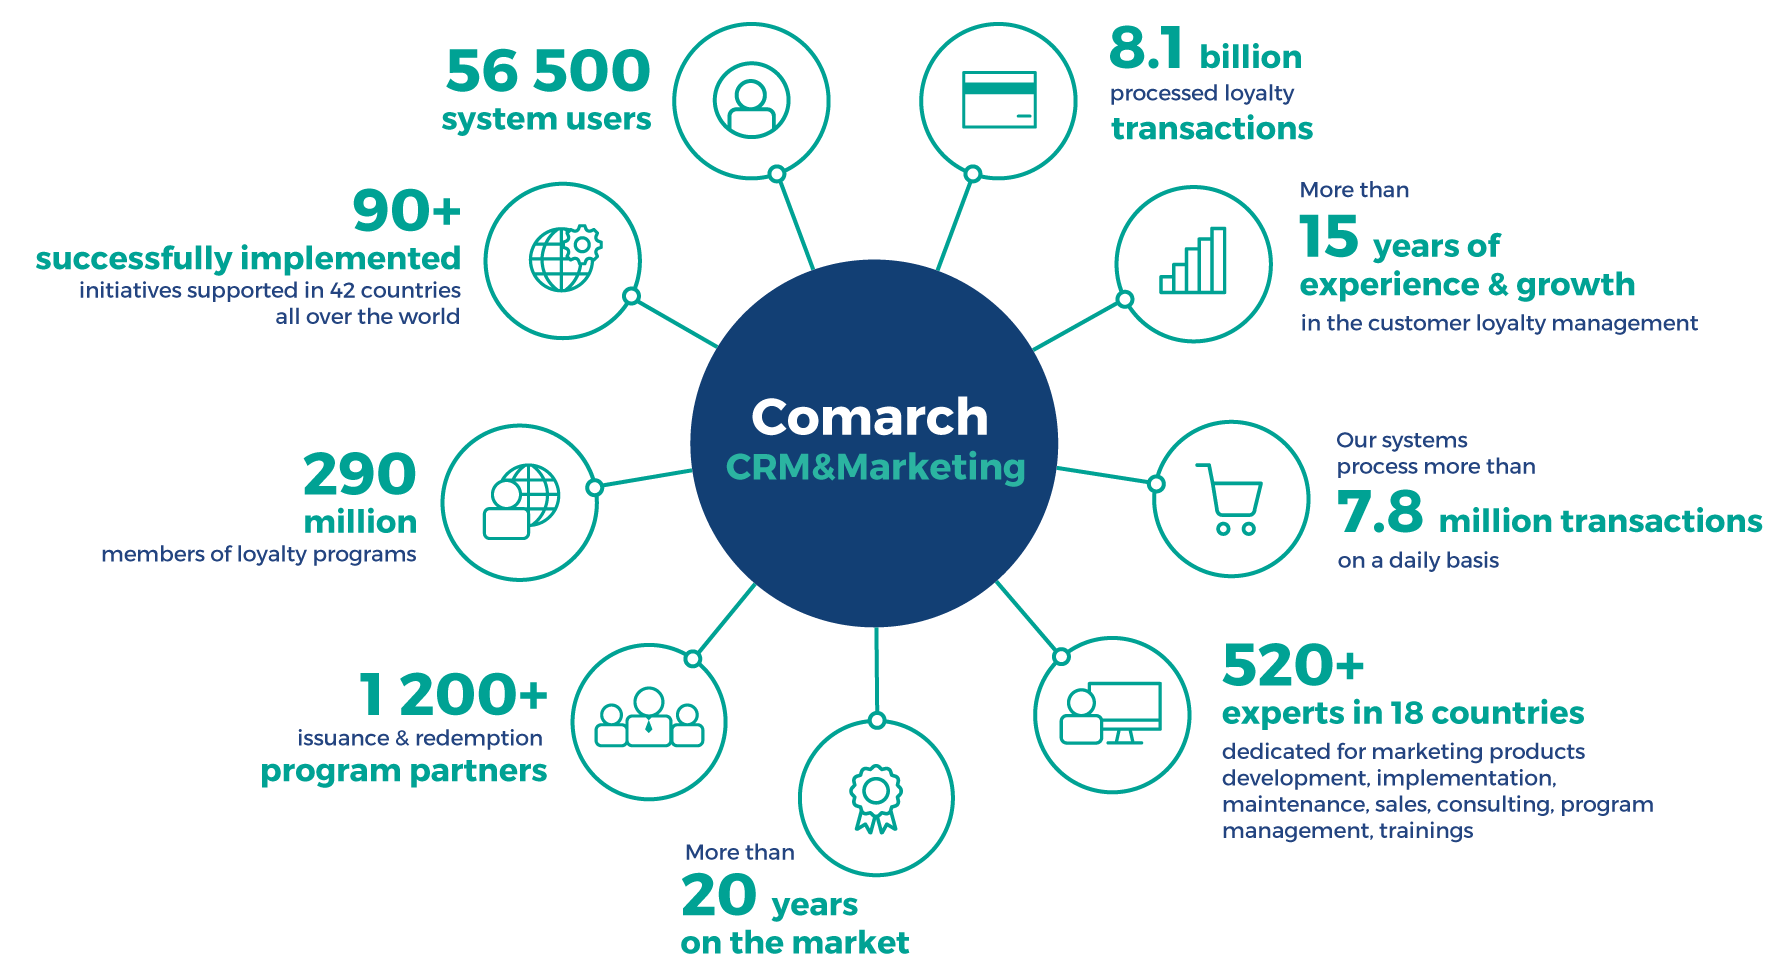 56 500
system users
8.1 billion
processed loyalty
transactions
90+
successfully implemented
initiatives supported in 42 countries
all over the world
More than
15 years of
experience & growth
in the customer loyalty management
Comarch
CRM&Marketing
290
million
members of loyalty programs
Our systems
process more than
7.8 million transactions
on a daily basis
1 200+
issuance & redemption
program partners
520+
experts in 18 countries
dedicated for marketing products
development, implementation,
maintenance, sales, consulting, program
management, trainings
More than
20 years
on the market